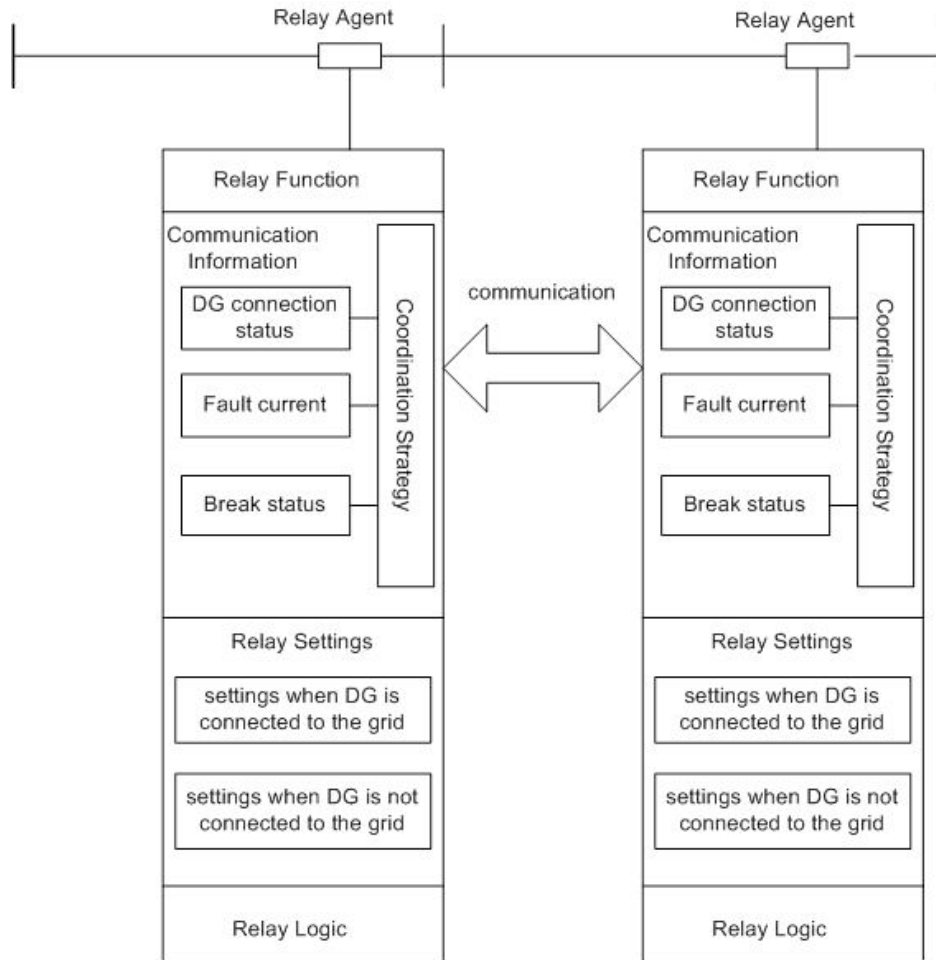 Relay Agent
Relay Agent
Relay Function
Communication
Information
DG connection
status
Fault current
Break status
Coordination Strategy
Relay Settings
settings when DG is
connected to the grid
settings when DG is not
connected to the grid
Relay Logic
communication
Relay Function
Communication
Information
DG connection
status
Fault current
Break status
Coordination Strategy
Relay Settings
settings when DG is
connected to the grid
settings when DG is not
connected to the grid
Relay Logic